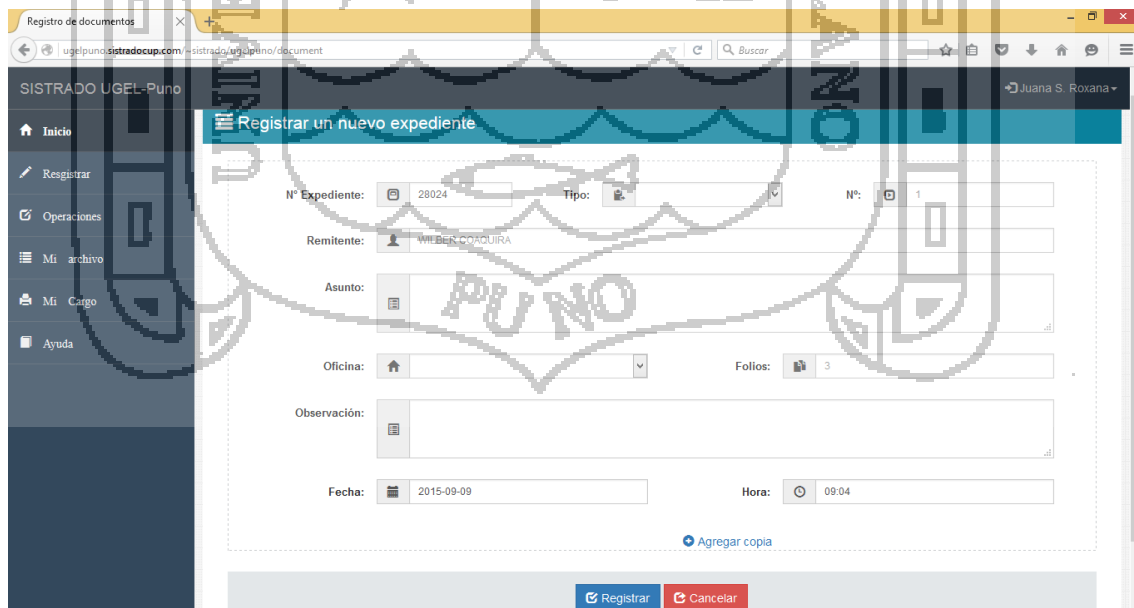 Registro de documentos
ugelpuno.sistradocup.com/~sistrado/ugelpuno/document
Buscar
SISTRADO UGEL-Puno
Juana S. Roxana
Inicio
Resgistrar
Operaciones
Mi archivo
Mi Cargo
Ayuda
Registrar un nuevo expediente
N° Expediente: 28024 Tipo: Nº: 1
Remitente: WILBER COAQUIRA
Asunto:
PUNO
Oficina: Folios: 3
Observación:
Fecha: 2015-09-09 Hora: 09:04
Agregar copia
Registrar Cancelar